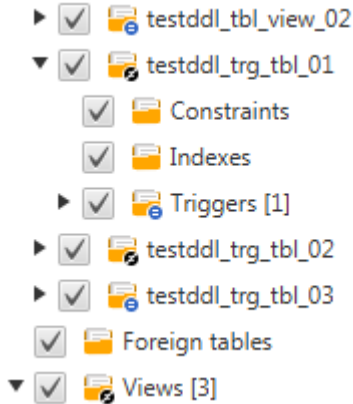 testddl_tbl_view_02
testddl_trg_tbl_01
Constraints
Indexes
Triggers [1]
testddl_trg_tbl_02
testddl_trg_tbl_03
Foreign tables
Views [3]